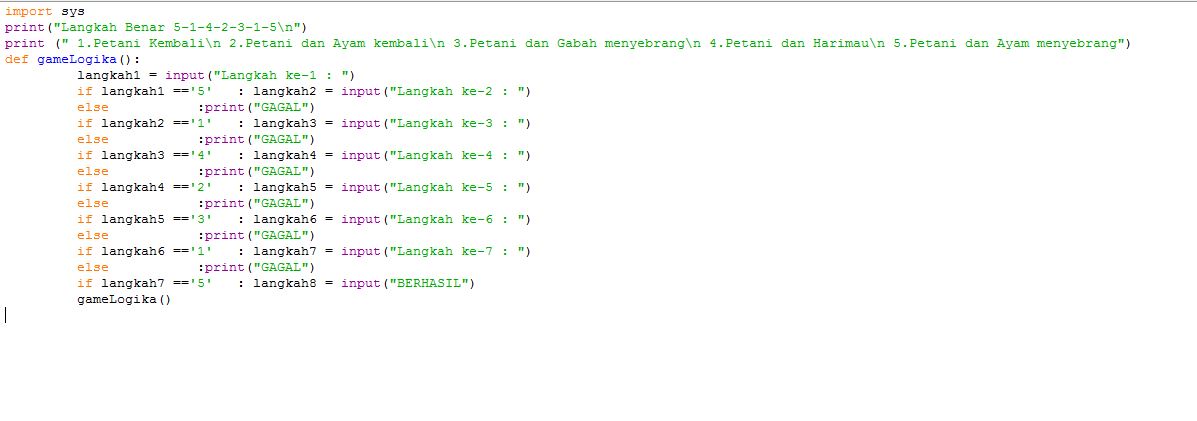 import sys
print("Langkah Benar 5-1-4-2-3-1-5\n")
print (" 1.Petani Kembali\n 2.Petani dan Ayam kembali\n 3.Petani dan Gabah menyebrang\n 4.Petani dan Harimau\n 5.Petani dan Ayam menyebrang")
def gameLogika():
        langkah1 = input("Langkah ke-1 : ")
        if langkah1 =='5'   : langkah2 = input("Langkah ke-2 : ")
        else           :print("GAGAL")
        if langkah2 =='1'   : langkah3 = input("Langkah ke-3 : ")
        else           :print("GAGAL")
        if langkah3 =='4'   : langkah4 = input("Langkah ke-4 : ")
        else           :print("GAGAL")
        if langkah4 =='2'   : langkah5 = input("Langkah ke-5 : ")
        else           :print("GAGAL")
        if langkah5 =='3'   : langkah6 = input("Langkah ke-6 : ")
        else           :print("GAGAL")
        if langkah6 =='1'   : langkah7 = input("Langkah ke-7 : ")
        else           :print("GAGAL")
        if langkah7 =='5'   : langkah8 = input("BERHASIL")
        gameLogika()